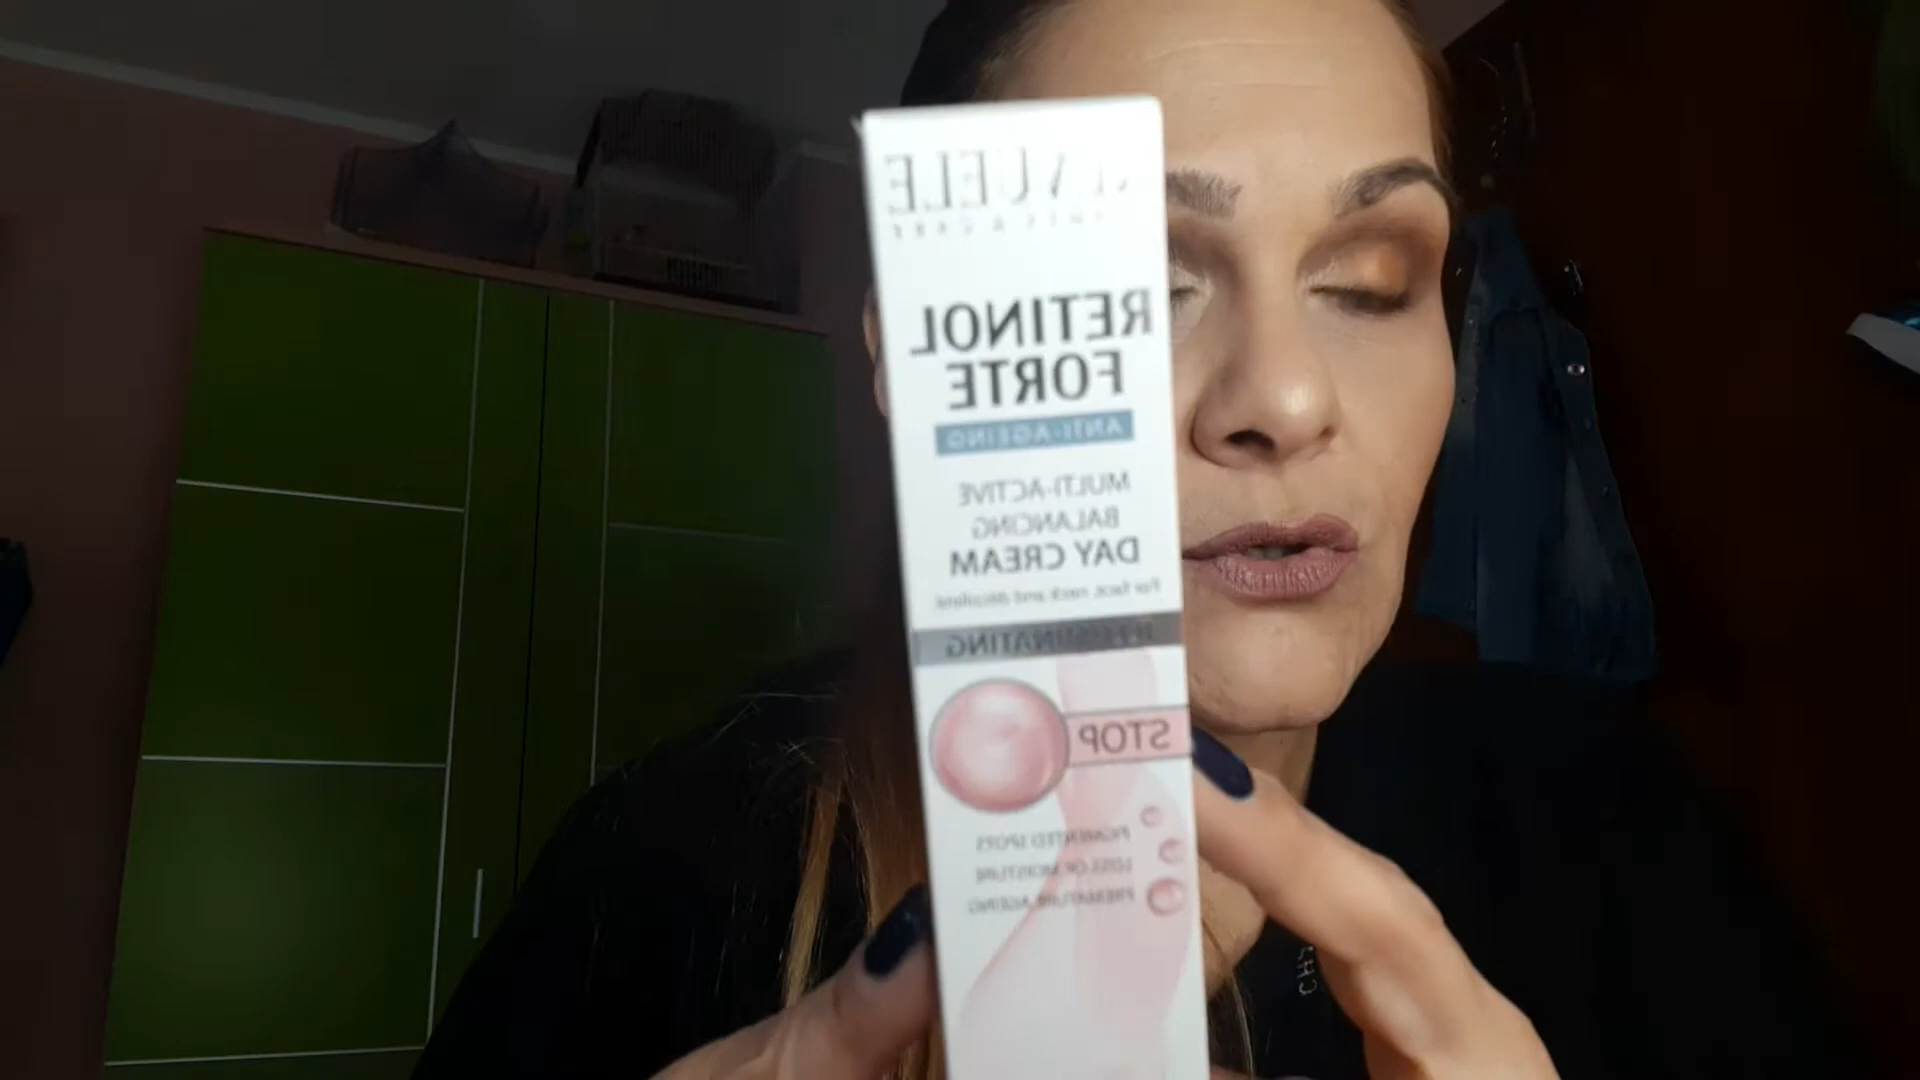 RETINOL
FORTE
ANTI-AGEING
MULTI-ACTIVE
BALANCING
DAY CREAM
For face, neck and décolleté
ILLUMINATING
STOP
PIGMENTED SPOTS
LOSS OF MOISTURE
PREMATURE AGEING